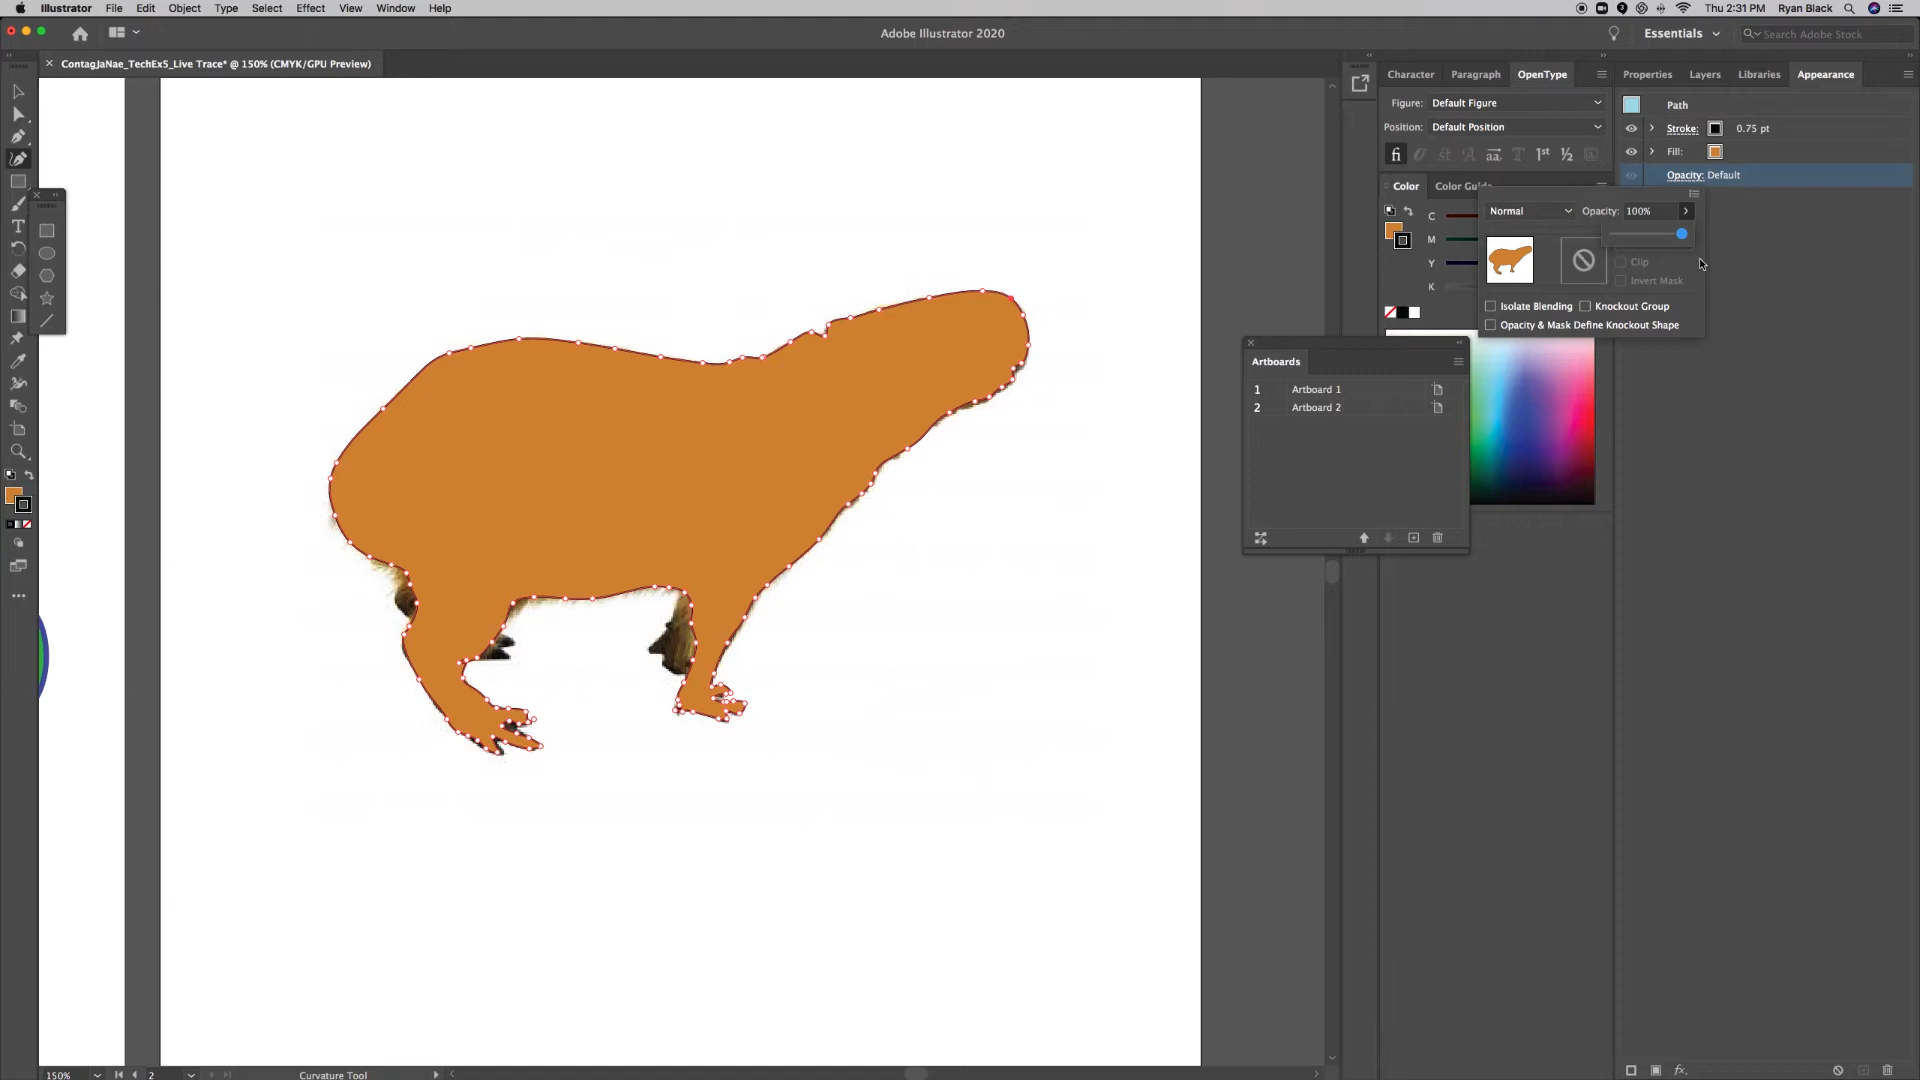 Illustrator File Edit Object Type Select Effect View Window Help Thu 2:31 PM Ryan Black
Adobe Illustrator 2020 Essentials Search Adobe Stock
ContagJaNae_TechEx5_Live Trace* @ 150% (CMYK/GPU Preview)
Character Paragraph OpenType
Properties Layers Libraries Appearance
Figure: Default Figure
Position: Default Position
Path
Stroke: 0.75 pt
Fill:
Opacity: Default
Color Color Guide
C
M
Y
K
Normal Opacity: 100%
Clip
Invert Mask
Isolate Blending Knockout Group
Opacity & Mask Define Knockout Shape
Artboards
1 Artboard 1
2 Artboard 2
150% 2 Curvature Tool